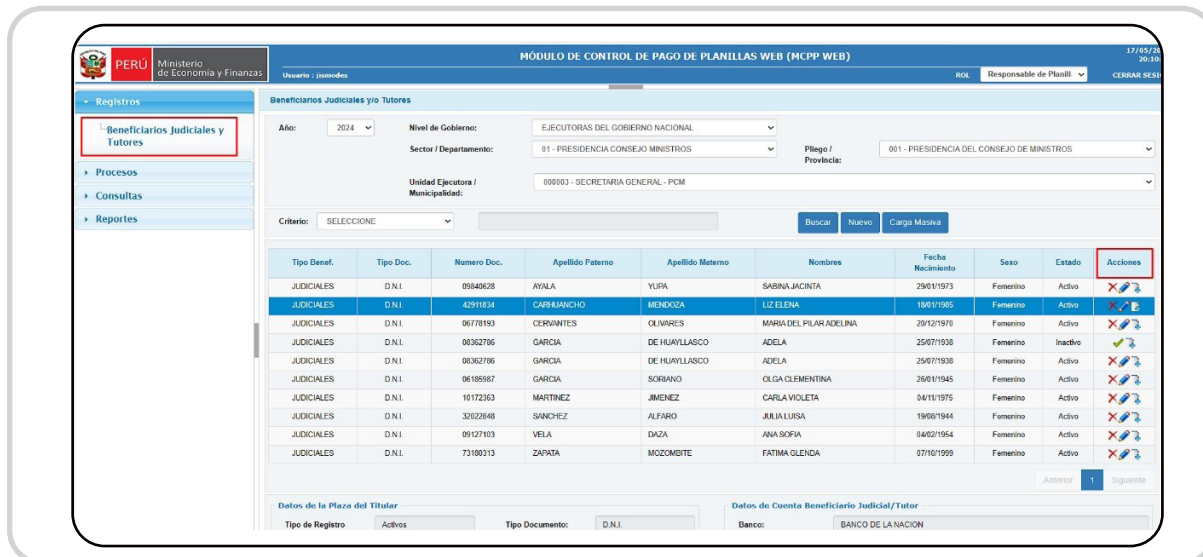 PERÚ Ministerio de Economía y Finanzas
MÓDULO DE CONTROL DE PAGO DE PLANILLAS WEB (MCPP WEB)
17/05/20
20:10:
Usuario : jismodes
ROL Responsable de Planill CERRAR SESI
Registros
Beneficiarios Judiciales y Tutores
Procesos
Consultas
Reportes
Beneficiarios Judiciales y/o Tutores
Año: 2024 Nivel de Gobierno: EJECUTORAS DEL GOBIERNO NACIONAL
Sector / Departamento: 01 - PRESIDENCIA CONSEJO MINISTROS Pliego / Provincia: 001 - PRESIDENCIA DEL CONSEJO DE MINISTROS
Unidad Ejecutora / Municipalidad: 000003 - SECRETARIA GENERAL - PCM
Criterio: SELECCIONE Buscar Nuevo Carga Masiva
Tipo Benef. Tipo Doc. Numero Doc. Apellido Paterno Apellido Materno Nombres Fecha Nacimiento Sexo Estado Acciones
JUDICIALES D.N.I. 09840628 AYALA YUPA SABINA JACINTA 29/01/1973 Femenino Activo
JUDICIALES D.N.I. 42911834 CARHUANCHO MENDOZA LIZ ELENA 18/01/1985 Femenino Activo
JUDICIALES D.N.I. 06778193 CERVANTES OLIVARES MARIA DEL PILAR ADELINA 20/12/1970 Femenino Activo
JUDICIALES D.N.I. 08362786 GARCIA DE HUAYLLASCO ADELA 25/07/1938 Femenino Inactivo
JUDICIALES D.N.I. 08362786 GARCIA DE HUAYLLASCO ADELA 25/07/1938 Femenino Activo
JUDICIALES D.N.I. 06185987 GARCIA SORIANO OLGA CLEMENTINA 26/01/1945 Femenino Activo
JUDICIALES D.N.I. 10172363 MARTINEZ JIMENEZ CARLA VIOLETA 04/11/1975 Femenino Activo
JUDICIALES D.N.I. 32022848 SANCHEZ ALFARO JULIA LUISA 19/08/1944 Femenino Activo
JUDICIALES D.N.I. 09127103 VELA DAZA ANA SOFIA 04/02/1954 Femenino Activo
JUDICIALES D.N.I. 73180313 ZAPATA MOZOMBITE FATIMA GLENDA 07/10/1999 Femenino Activo
Anterior 1 Siguiente
Datos de la Plaza del Titular Datos de Cuenta Beneficiario Judicial/Tutor
Tipo de Registro Activos Tipo Documento: D.N.I. Banco: BANCO DE LA NACION